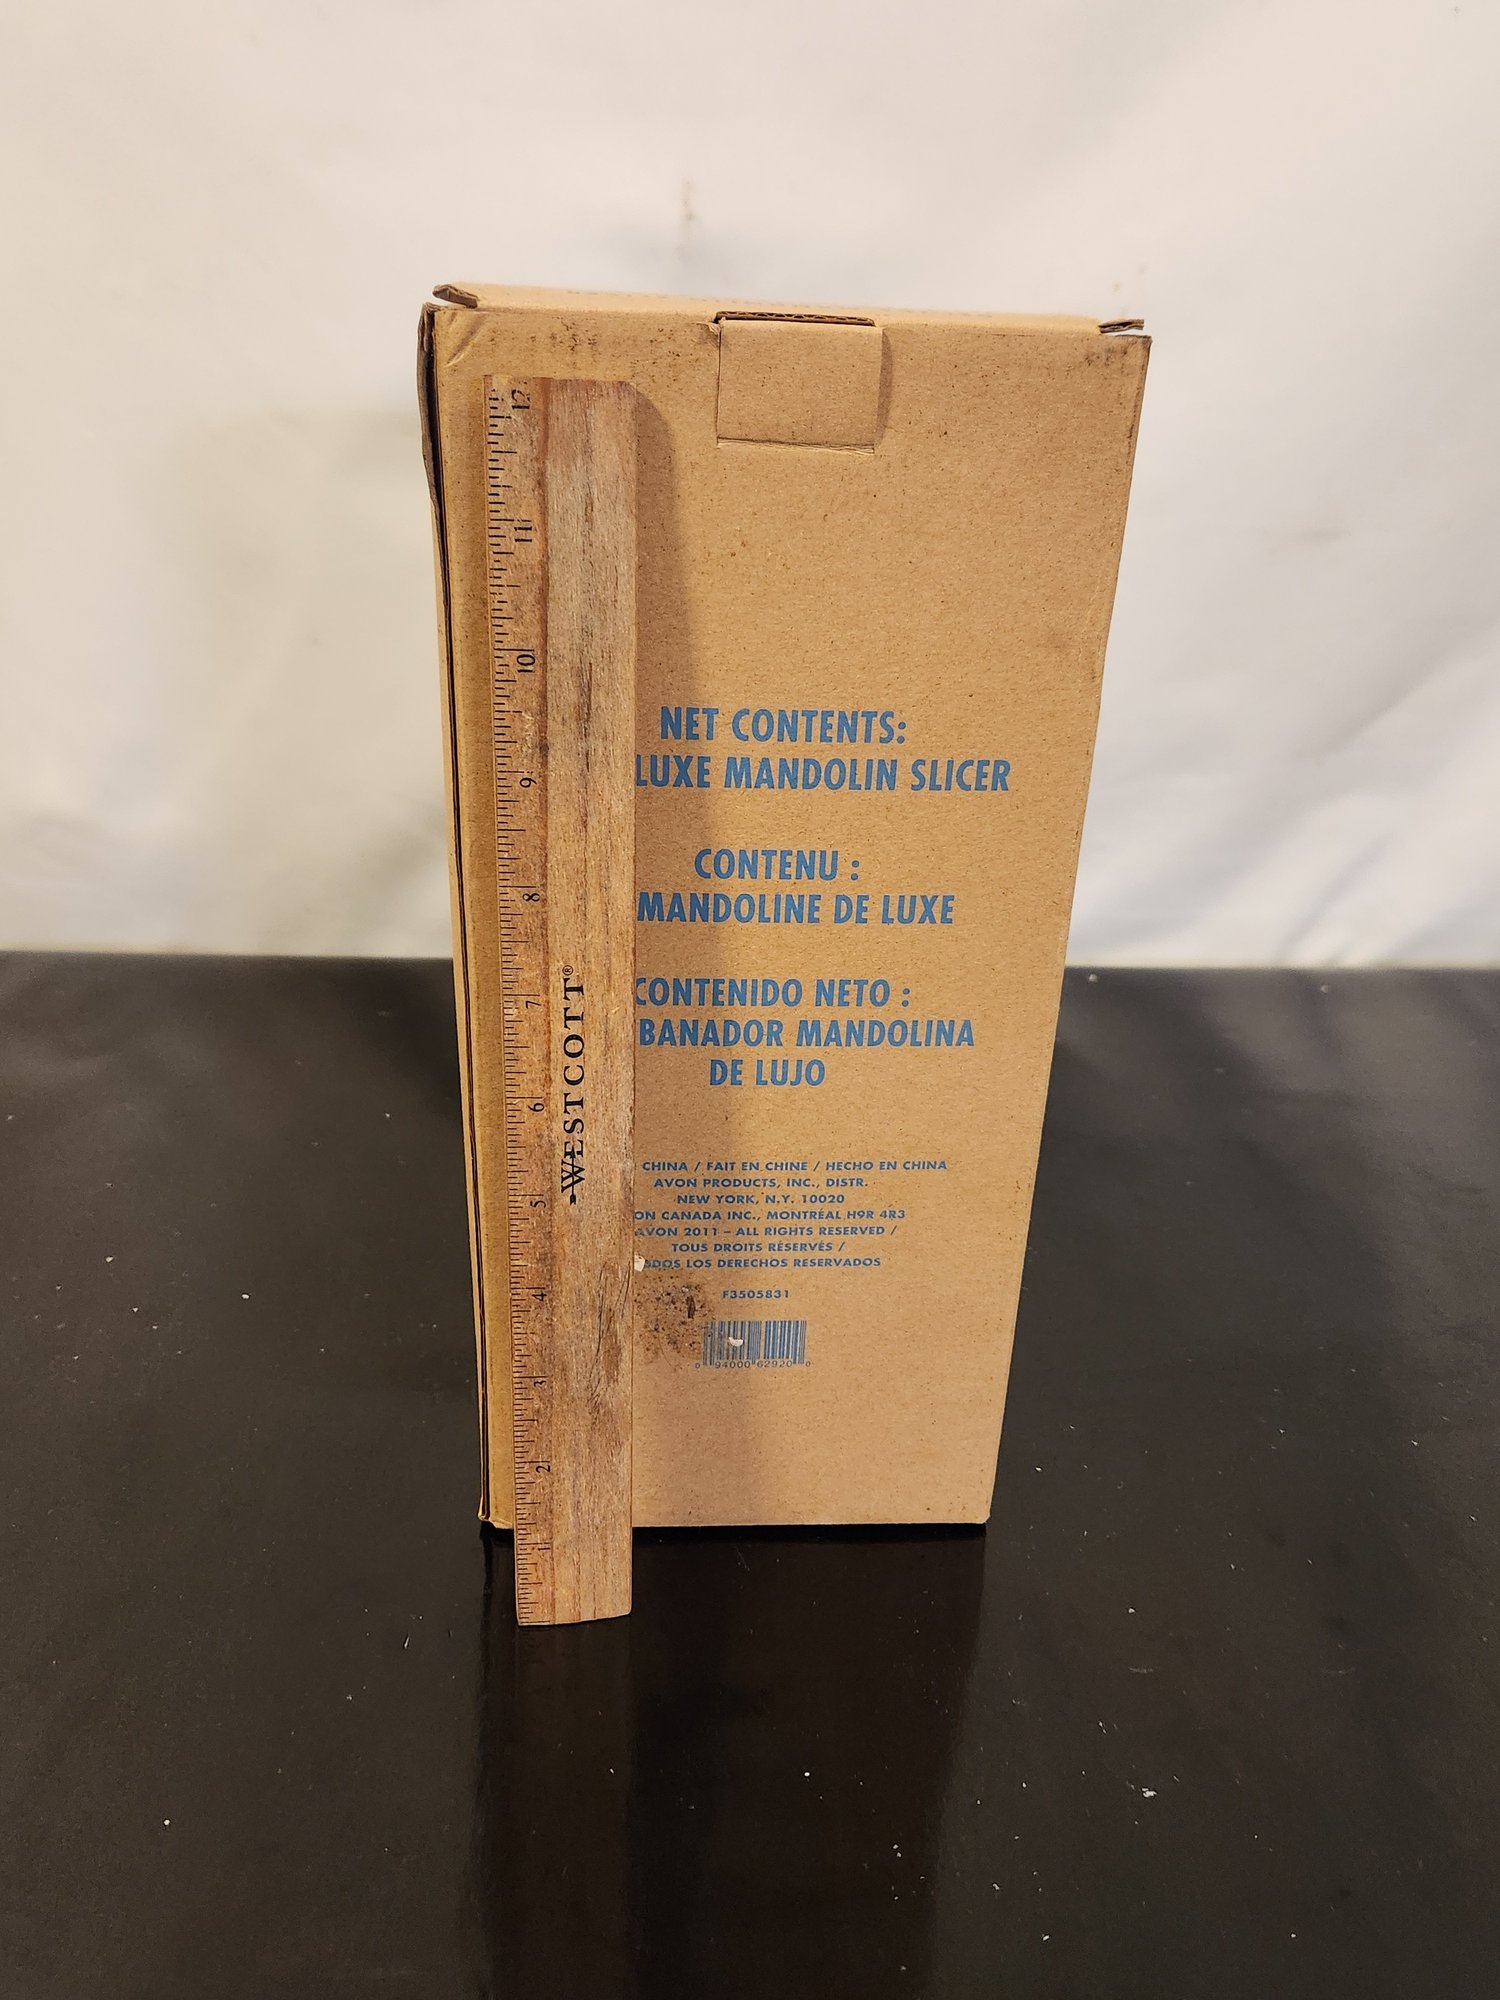 12
11
10
9
8
7
6
5
4
3
2
1
WESTCOTT®
NET CONTENTS:
LUXE MANDOLIN SLICER
CONTENU :
MANDOLINE DE LUXE
CONTENIDO NETO :
BANADOR MANDOLINA
DE LUJO
CHINA / FAIT EN CHINE / HECHO EN CHINA
AVON PRODUCTS, INC., DISTR.
NEW YORK, N.Y. 10020
ON CANADA INC., MONTRÉAL H9R 4R3
AVON 2011 – ALL RIGHTS RESERVED /
TOUS DROITS RÉSERVÉS /
DOS LOS DERECHOS RESERVADOS
F3505831
0 94000 62920 0